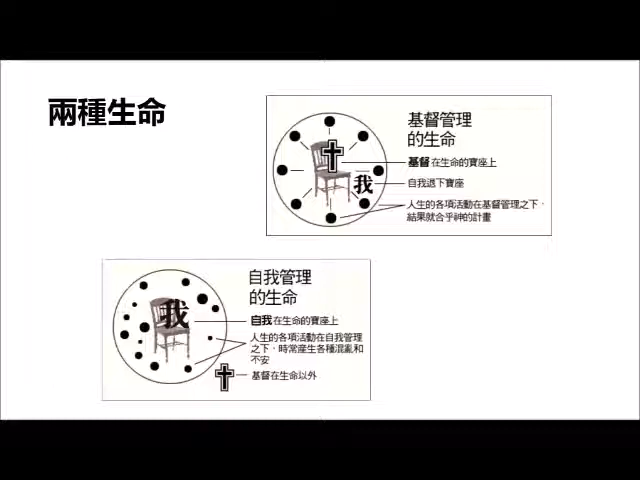 兩種生命
基督管理
的生命
基督在生命的寶座上
我
自我退下寶座
人生的各項活動在基督管理之下，
結果就合乎神的計畫
自我管理
的生命
我
自我在生命的寶座上
人生的各項活動在自我管理
之下，時常產生各種混亂和
不安
基督在生命以外